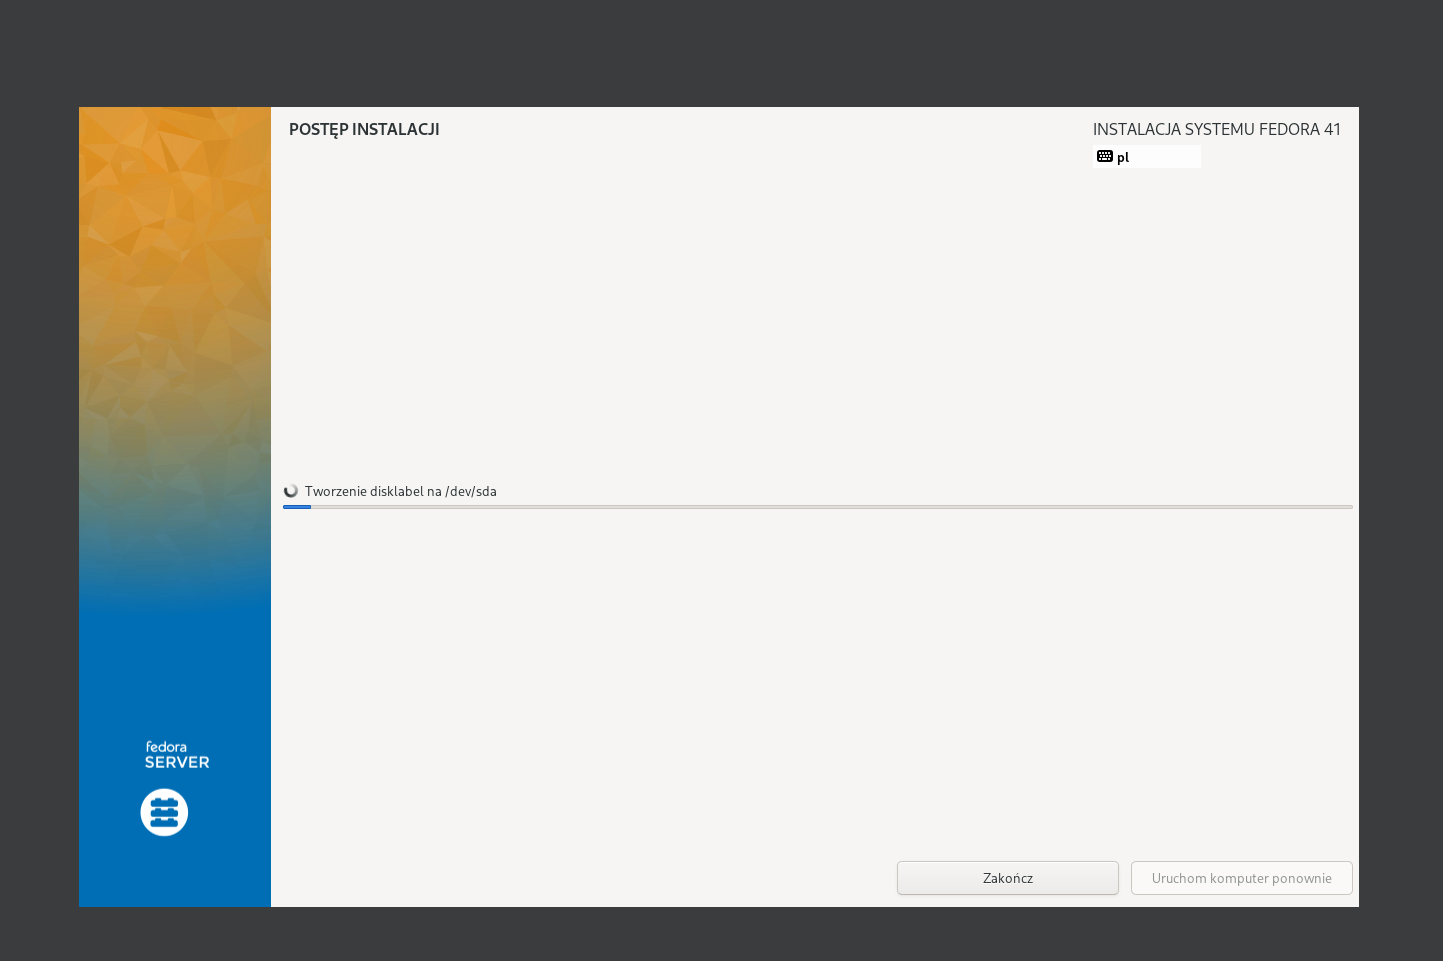 POSTĘP INSTALACJI
INSTALACJA SYSTEMU FEDORA 41
pl
Tworzenie disklabel na /dev/sda
fedora
SERVER
Zakończ
Uruchom komputer ponownie